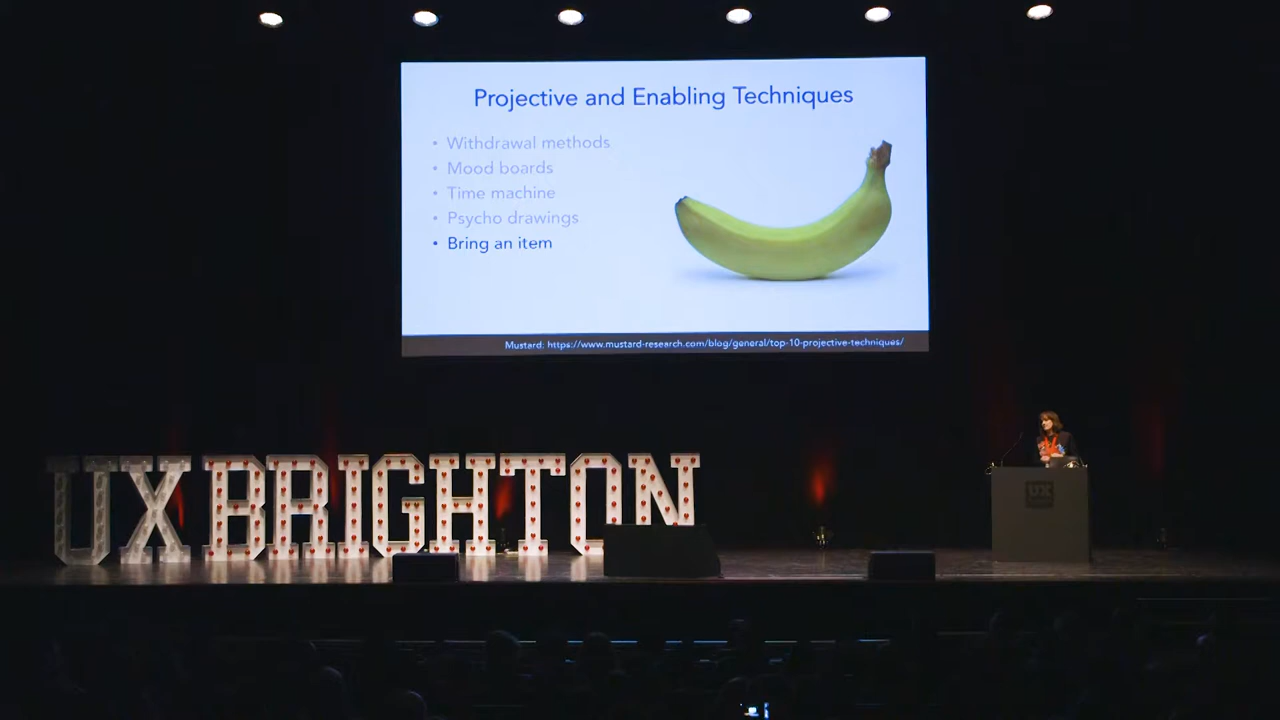 Projective and Enabling Techniques
• Withdrawal methods
• Mood boards
• Time machine
• Psycho drawings
• Bring an item
Mustard: https://www.mustard-research.com/blog/general/top-10-projective-techniques/
UX BRIGHTON
UX